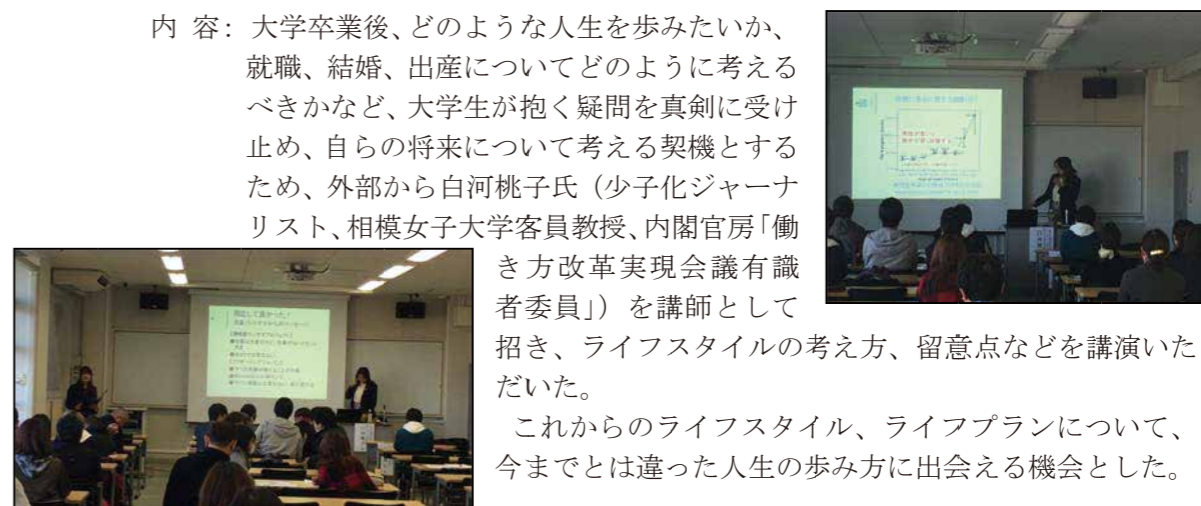 内 容：大学卒業後、どのような人生を歩みたいか、
就職、結婚、出産についてどのように考える
べきかなど、大学生が抱く疑問を真剣に受け
止め、自らの将来について考える契機とする
ため、外部から白河桃子氏（少子化ジャーナ
リスト、相模女子大学客員教授、内閣官房「働
き方改革実現会議有識
者委員」）を講師として
招き、ライフスタイルの考え方、留意点などを講演いた
だいた。
これからのライフスタイル、ライフプランについて、
今までとは違った人生の歩み方に出会える機会とした。